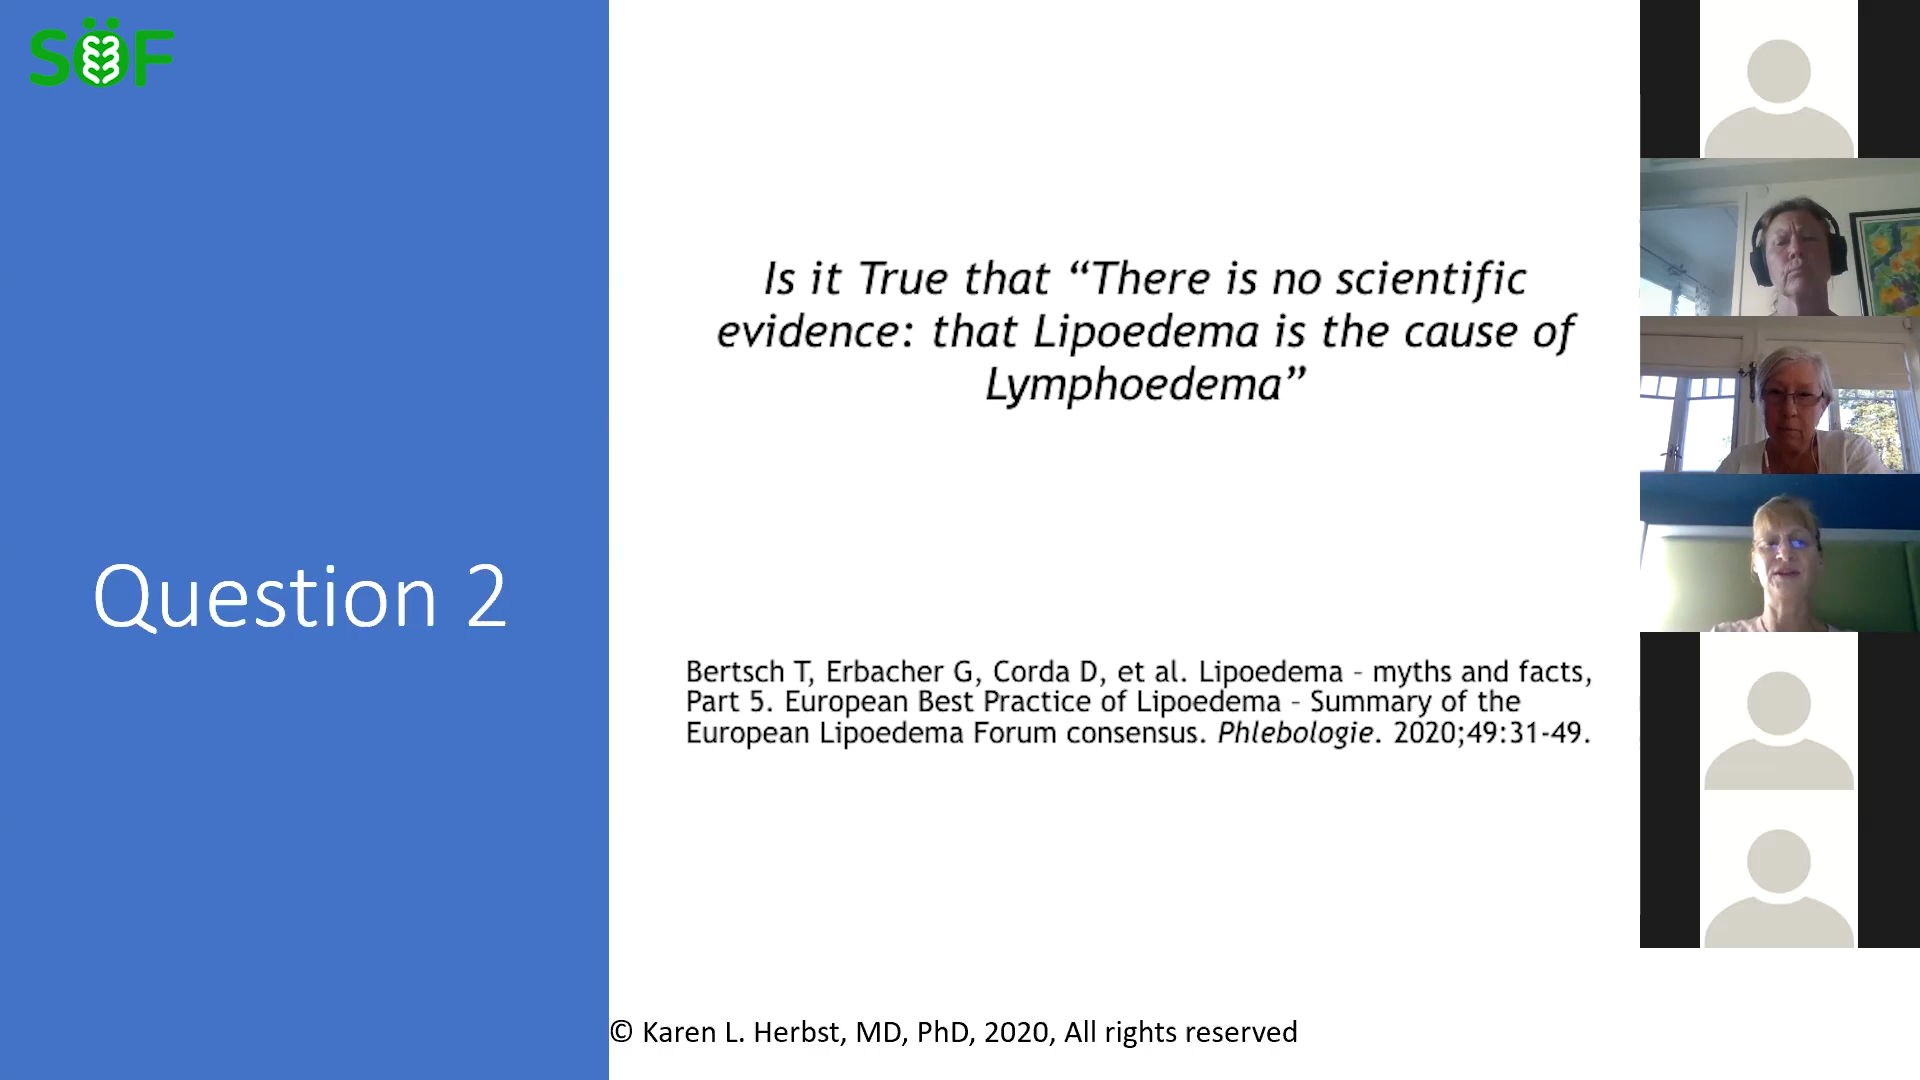 SÖF
Is it True that “There is no scientific
evidence: that Lipoedema is the cause of
Lymphoedema”
Question 2
Bertsch T, Erbacher G, Corda D, et al. Lipoedema – myths and facts,
Part 5. European Best Practice of Lipoedema – Summary of the
European Lipoedema Forum consensus. Phlebologie. 2020;49:31-49.
© Karen L. Herbst, MD, PhD, 2020, All rights reserved